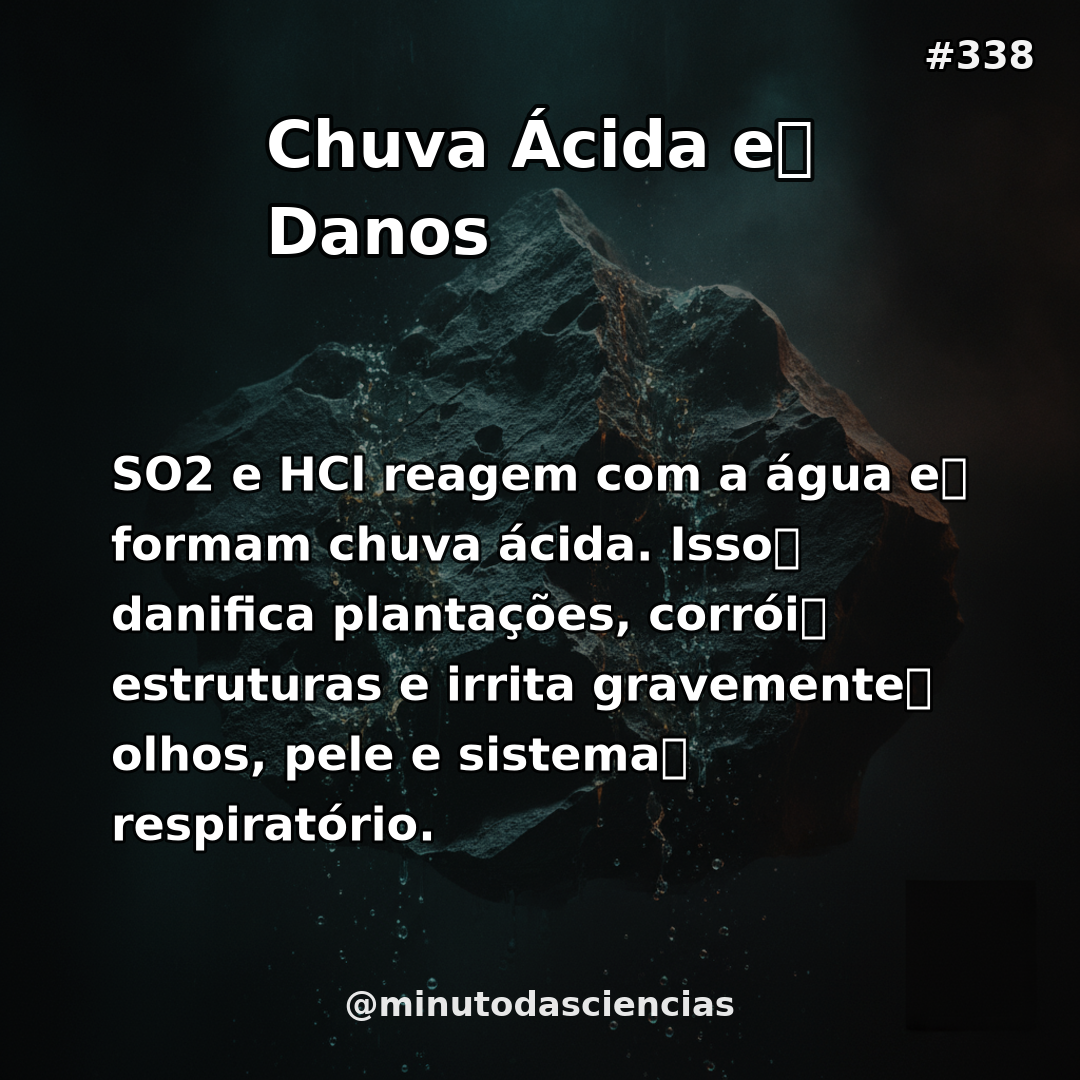 #338
Chuva Ácida e▯
Danos
SO2 e HCl reagem com a água e▯
formam chuva ácida. Isso▯
danifica plantações, corrói▯
estruturas e irrita gravemente▯
olhos, pele e sistema▯
respiratório.
@minutodasciencias